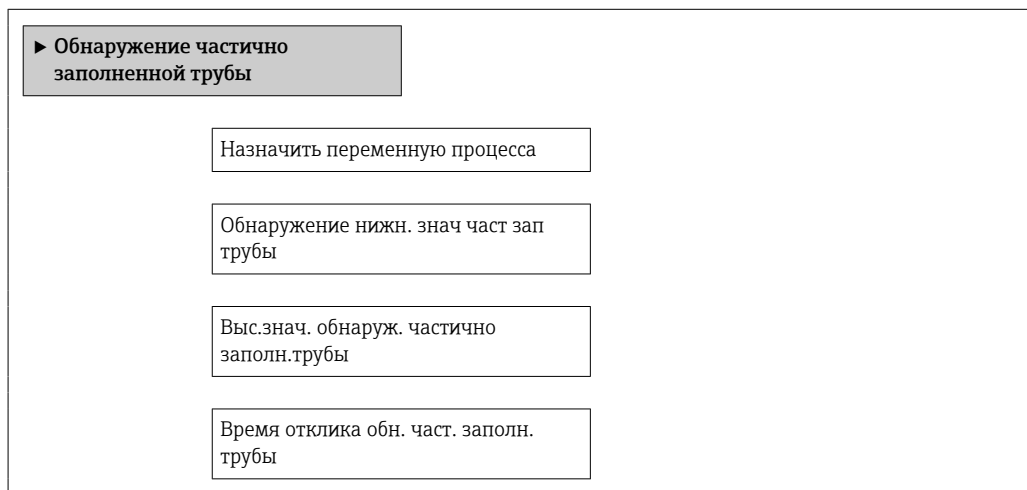 ► Обнаружение частично
заполненной трубы
Назначить переменную процесса
Обнаружение нижн. знач част зап
трубы
Выс.знач. обнаруж. частично
заполн.трубы
Время отклика обн. част. заполн.
трубы